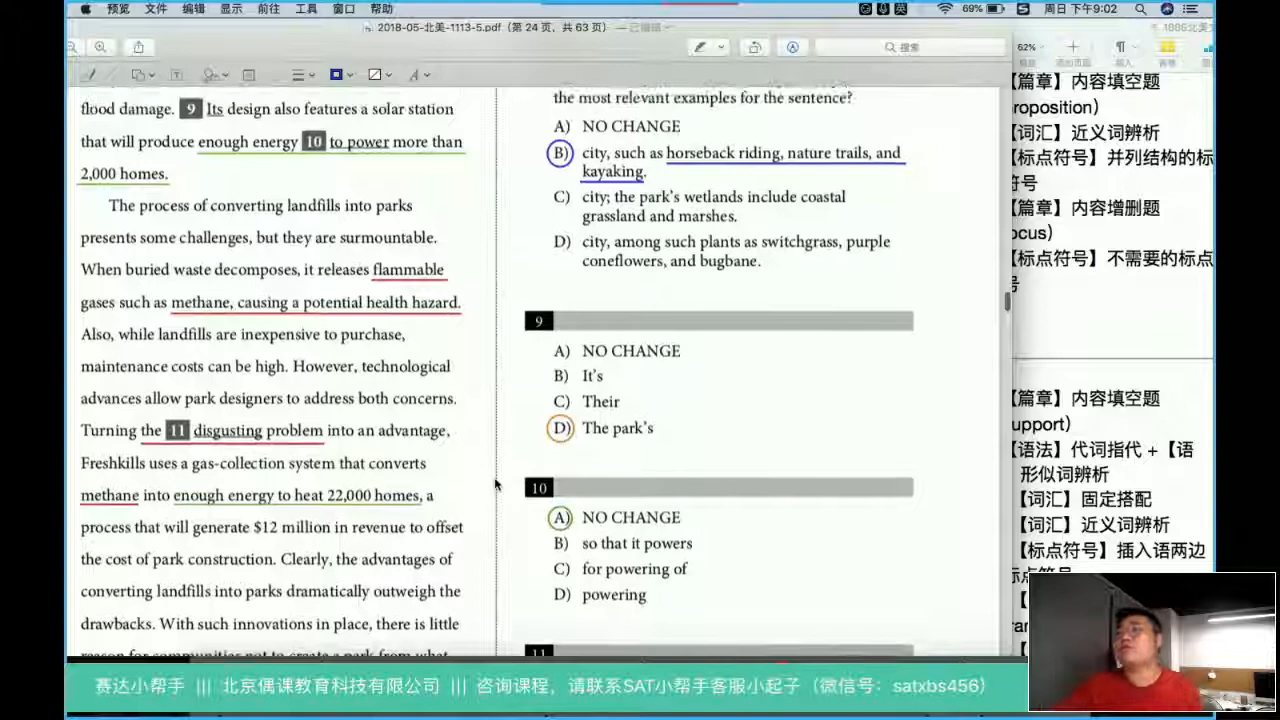 预览 文件 编辑 显示 前往 工具 窗口 帮助
英 69% 周日 下午9:02
2018-05-北美-1113-5.pdf（第 24 页，共 63 页）
搜索
62%
flood damage. 9 Its design also features a solar station
that will produce enough energy 10 to power more than
2,000 homes.
The process of converting landfills into parks
presents some challenges, but they are surmountable.
When buried waste decomposes, it releases flammable
gases such as methane, causing a potential health hazard.
Also, while landfills are inexpensive to purchase,
maintenance costs can be high. However, technological
advances allow park designers to address both concerns.
Turning the 11 disgusting problem into an advantage,
Freshkills uses a gas-collection system that converts
methane into enough energy to heat 22,000 homes, a
process that will generate $12 million in revenue to offset
the cost of park construction. Clearly, the advantages of
converting landfills into parks dramatically outweigh the
drawbacks. With such innovations in place, there is little
reason for communities not to create a park from what
the most relevant examples for the sentence?
A) NO CHANGE
B) city, such as horseback riding, nature trails, and
kayaking.
C) city; the park's wetlands include coastal
grassland and marshes.
D) city, among such plants as switchgrass, purple
coneflowers, and bugbane.
9
A) NO CHANGE
B) It's
C) Their
D) The park's
10
A) NO CHANGE
B) so that it powers
C) for powering of
D) powering
11
【篇章】内容填空题
roposition）
【词汇】近义词辨析
【标点符号】并列结构的标
符号
【篇章】内容增删题
ocus）
【标点符号】不需要的标点
号
【篇章】内容填空题
upport）
【语法】代词指代 +【语
形似词辨析
【词汇】固定搭配
【词汇】近义词辨析
【标点符号】插入语两边
标点符号
赛达小帮手 ||| 北京偶课教育科技有限公司 ||| 咨询课程，请联系SAT小帮手客服小起子（微信号：satxbs456）